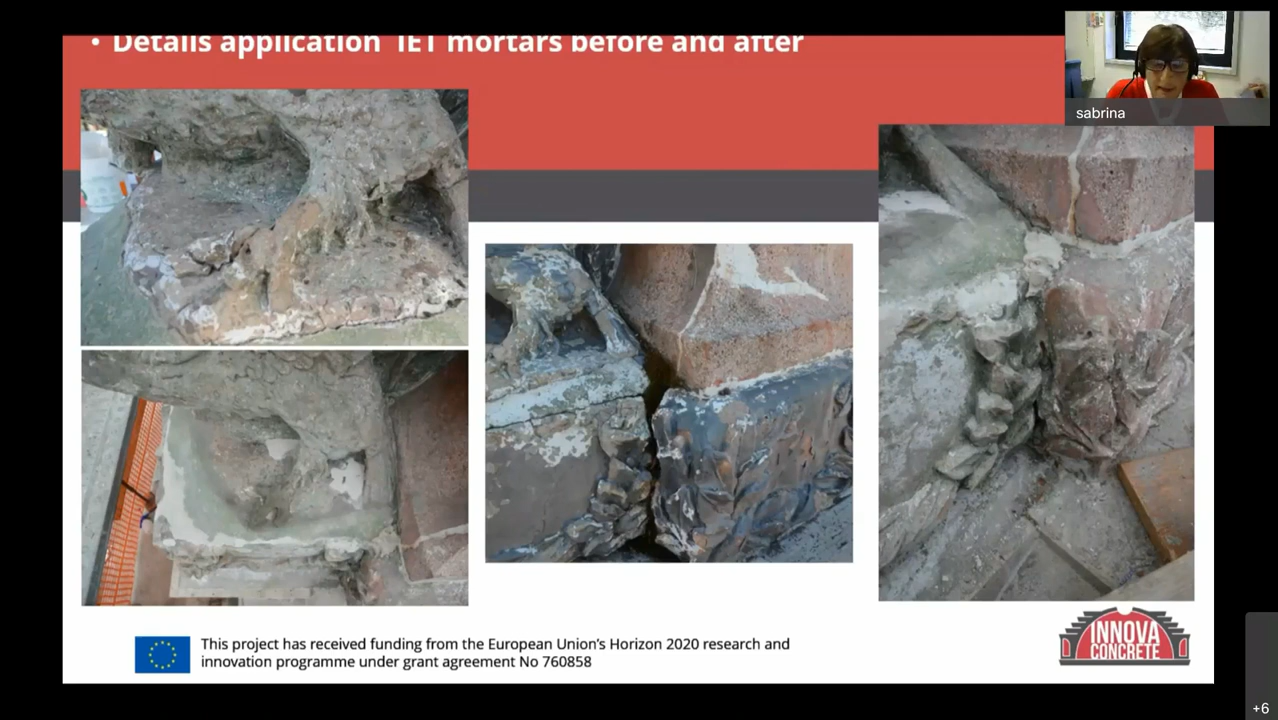 • Details application IET mortars before and after
sabrina
This project has received funding from the European Union's Horizon 2020 research and
innovation programme under grant agreement No 760858
INNOVA
CONCRETE
+6